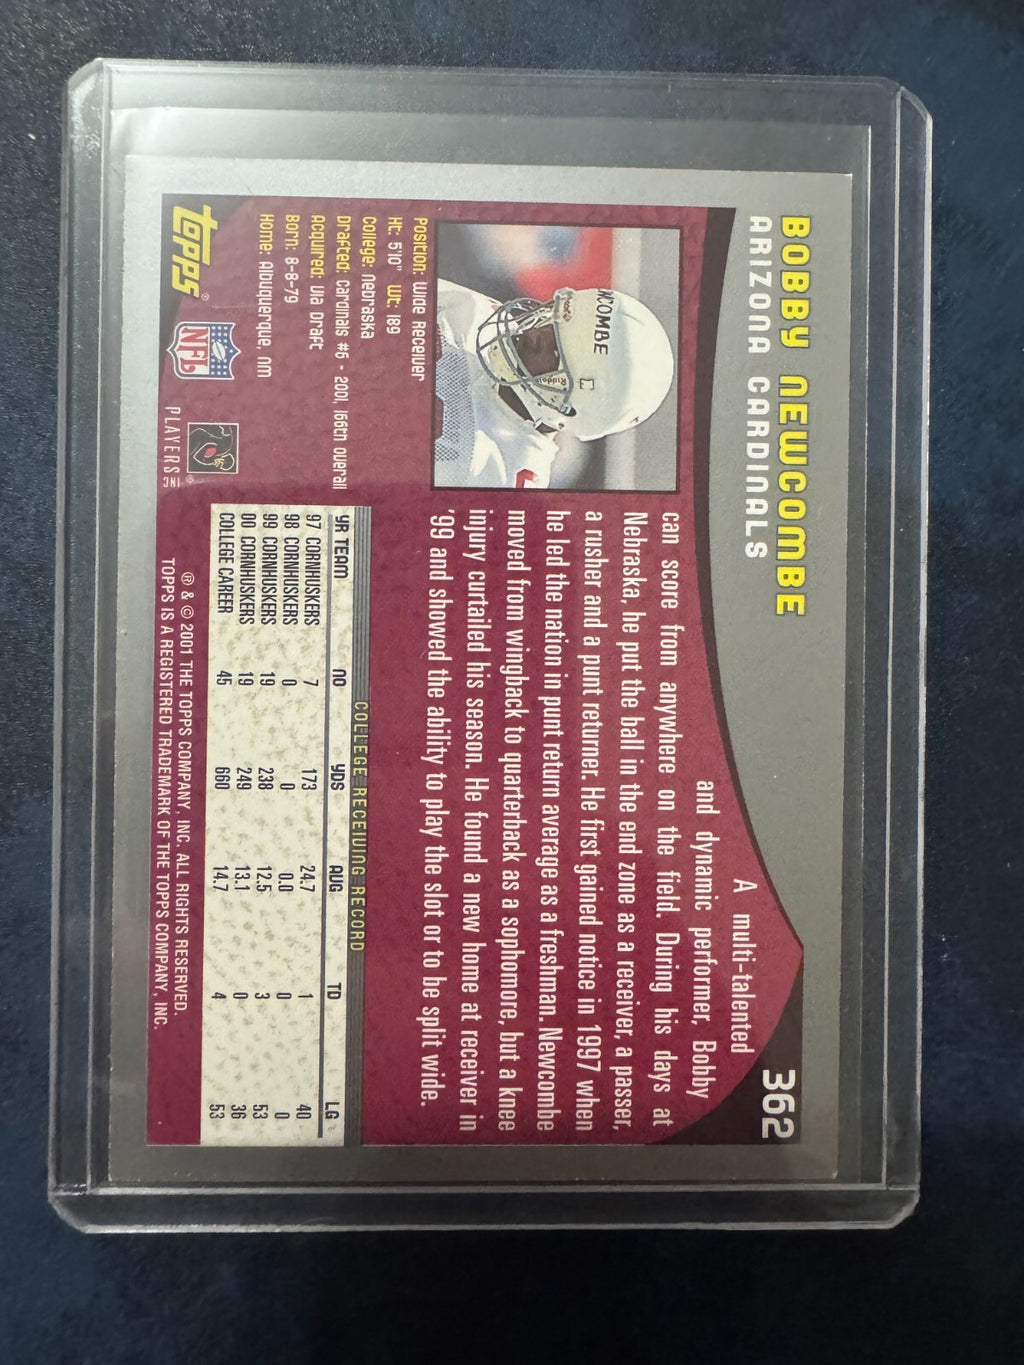 BOBBY NEWCOMBE
ARIZONA CARDINALS
362
NCOMBE
Riddell
Position: Wide Receiver
Ht: 5'10" Wt: 189
College: Nebraska
Drafted: Cardinals #6 - 2001, 166th overall
Acquired: Via Draft
Born: 8-8-79
Home: Albuquerque, NM
TOPPS®
NFL
PLAYERS INC
A multi-talented
and dynamic performer, Bobby
can score from anywhere on the field. During his days at
Nebraska, he put the ball in the end zone as a receiver, a passer,
a rusher and a punt returner. He first gained notice in 1997 when
he led the nation in punt return average as a freshman. Newcombe
moved from wingback to quarterback as a sophomore, but a knee
injury curtailed his season. He found a new home at receiver in
'99 and showed the ability to play the slot or to be split wide.
COLLEGE RECEIVING RECORD
YR TEAM NO YDS AVG TD LG
97 CORNHUSKERS 7 173 24.7 1 40
98 CORNHUSKERS 0 0 0.0 0 0
99 CORNHUSKERS 19 238 12.5 3 53
00 CORNHUSKERS 19 249 13.1 0 36
COLLEGE CAREER 45 660 14.7 4 53
® & © 2001 THE TOPPS COMPANY, INC. ALL RIGHTS RESERVED.
TOPPS IS A REGISTERED TRADEMARK OF THE TOPPS COMPANY, INC.